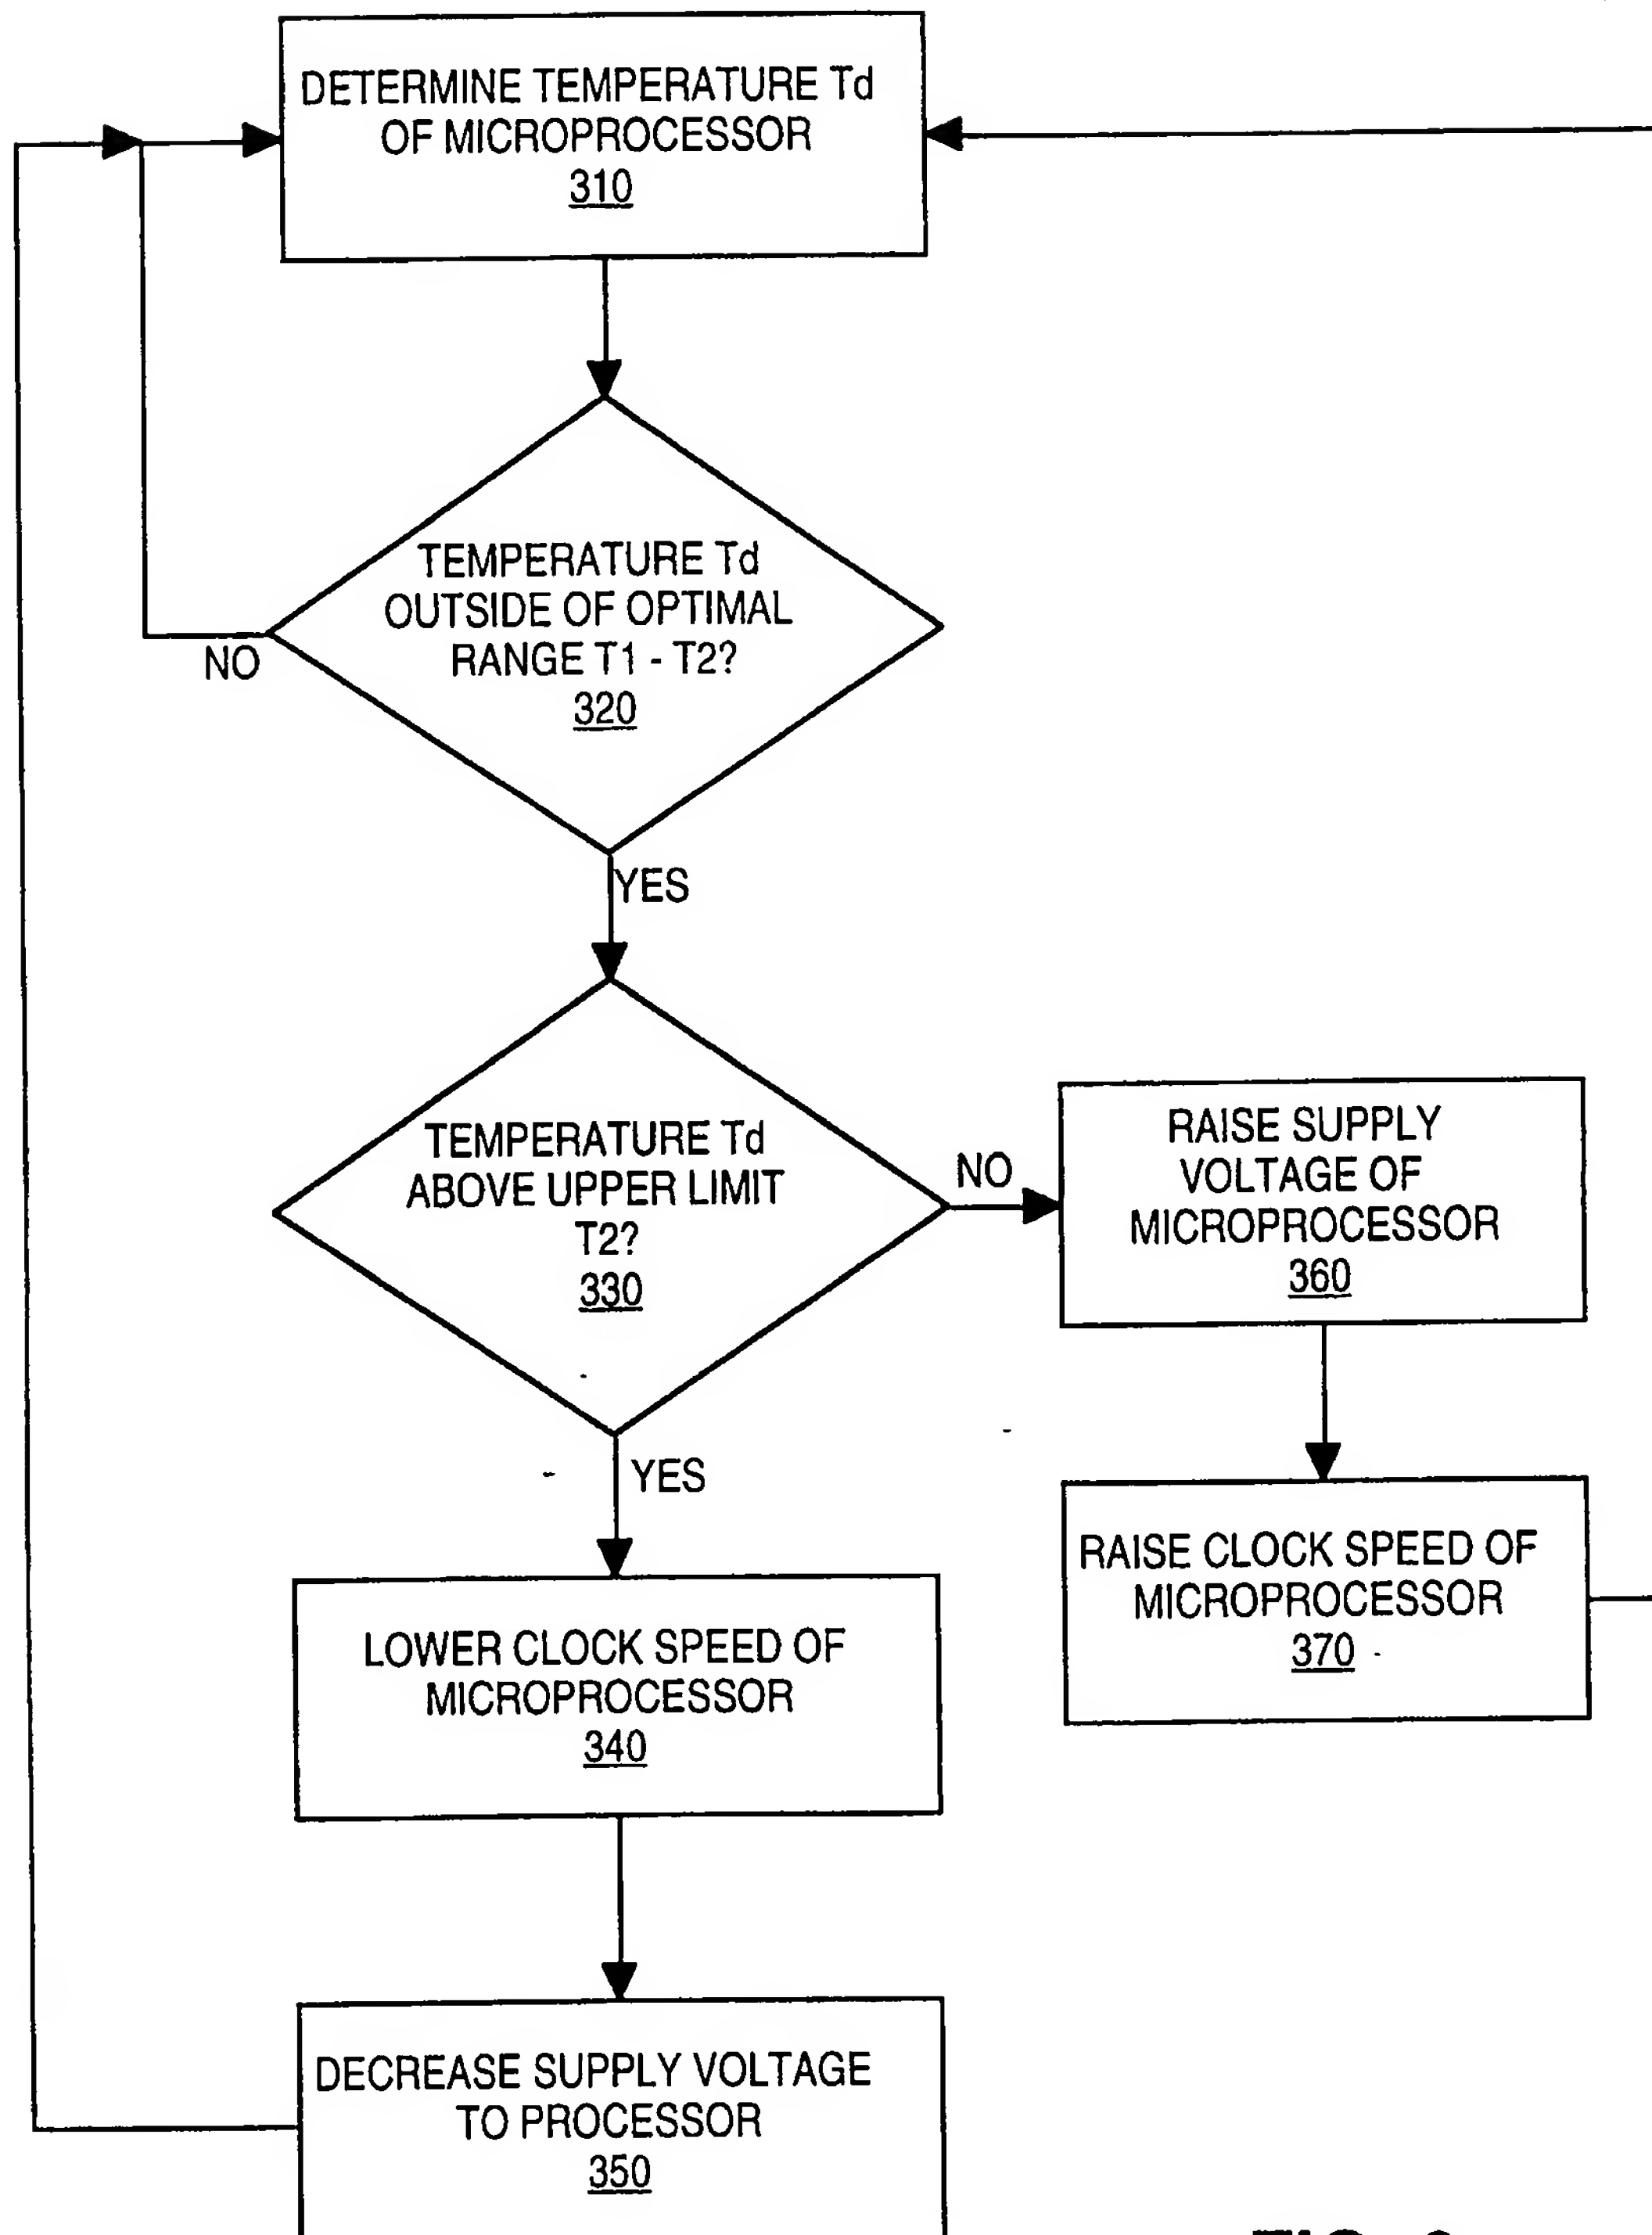 DETERMINE TEMPERATURE Td
OF MICROPROCESSOR
310
TEMPERATURE Td
OUTSIDE OF OPTIMAL
RANGE T1 - T2?
320
NO
YES
TEMPERATURE Td
ABOVE UPPER LIMIT
T2?
330
NO
RAISE SUPPLY
VOLTAGE OF
MICROPROCESSOR
360
YES
RAISE CLOCK SPEED OF
MICROPROCESSOR
370
LOWER CLOCK SPEED OF
MICROPROCESSOR
340
DECREASE SUPPLY VOLTAGE
TO PROCESSOR
350